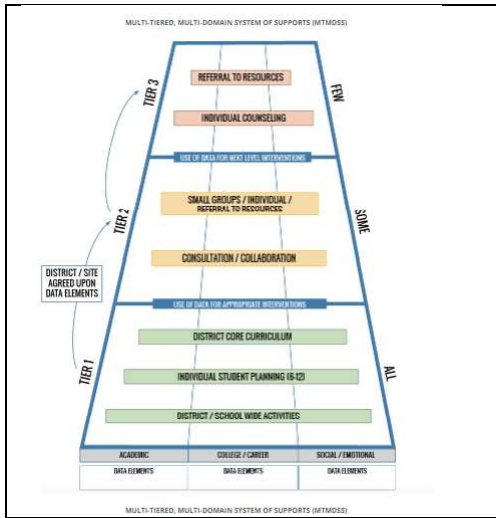 MULTI-TIERED, MULTI-DOMAIN SYSTEM OF SUPPORTS (MTMDSS)
TIER 3
FEW
REFERRAL TO RESOURCES
INDIVIDUAL COUNSELING
USE OF DATA FOR NEXT LEVEL INTERVENTIONS
TIER 2
SOME
SMALL GROUPS / INDIVIDUAL /
REFERRAL TO RESOURCES
CONSULTATION / COLLABORATION
DISTRICT / SITE
AGREED UPON
DATA ELEMENTS
USE OF DATA FOR APPROPRIATE INTERVENTIONS
TIER 1
ALL
DISTRICT CORE CURRICULUM
INDIVIDUAL STUDENT PLANNING (6-12)
DISTRICT / SCHOOL WIDE ACTIVITIES
ACADEMIC
COLLEGE / CAREER
SOCIAL / EMOTIONAL
DATA ELEMENTS
DATA ELEMENTS
DATA ELEMENTS
MULTI-TIERED, MULTI-DOMAIN SYSTEM OF SUPPORTS (MTMDSS)